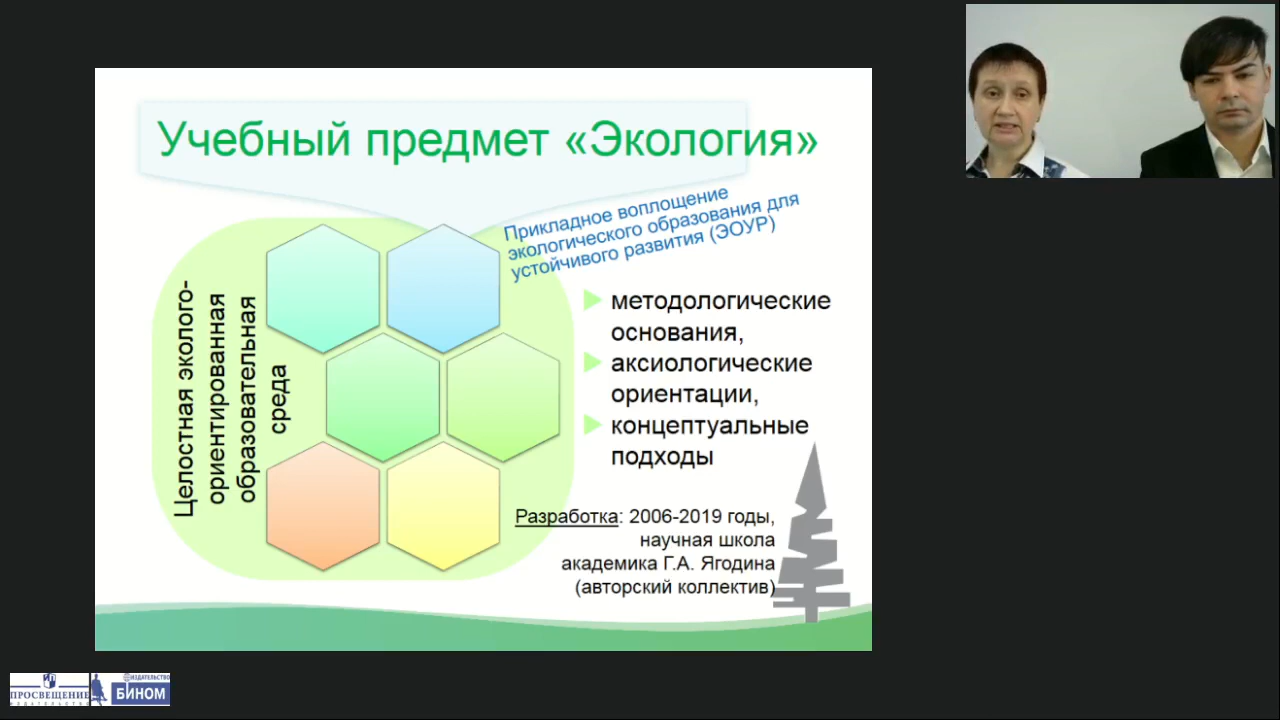 Учебный предмет «Экология»
Прикладное воплощение
экологического образования для
устойчивого развития (ЭОУР)
Целостная эколого-
ориентированная
образовательная
среда
методологические
основания,
аксиологические
ориентации,
концептуальные
подходы
Разработка: 2006-2019 годы,
научная школа
академика Г.А. Ягодина
(авторский коллектив)
ПРОСВЕЩЕНИЕ
ИЗДАТЕЛЬСТВО
ИЗДАТЕЛЬСТВО
БИНОМ